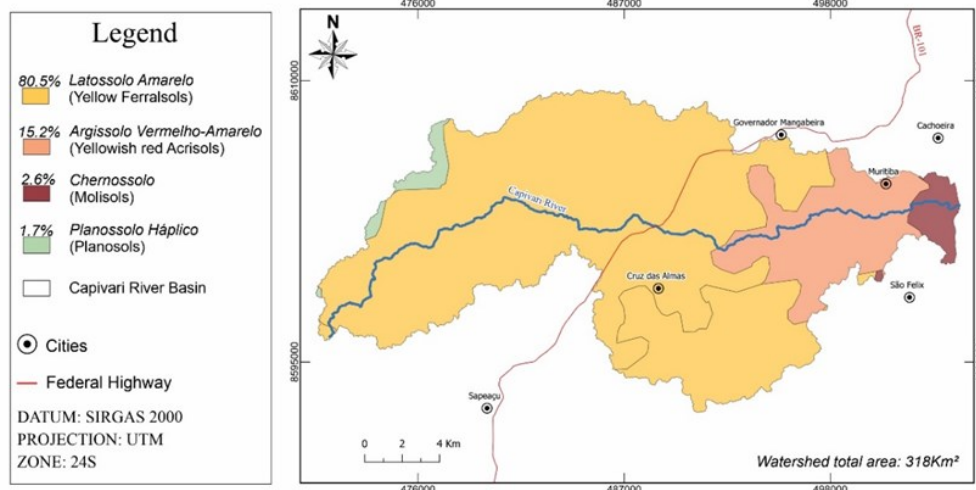 Legend
80.5% Latossolo Amarelo
(Yellow Ferralsols)
15.2% Argissolo Vermelho-Amarelo
(Yellowish red Acrisols)
2.6% Chernossolo
(Molisols)
1.7% Planossolo Háplico
(Planosols)
Capivari River Basin
Cities
Federal Highway
DATUM: SIRGAS 2000
PROJECTION: UTM
ZONE: 24S
476000 487000 498000
N
BR-101
8610000
8610000
Governador Mangabeira
Cachoeira
Muritiba
Capivari River
Cruz das Almas
São Felix
8595000
8595000
Sapeaçu
0 2 4 Km
Watershed total area: 318Km²
476000 487000 498000